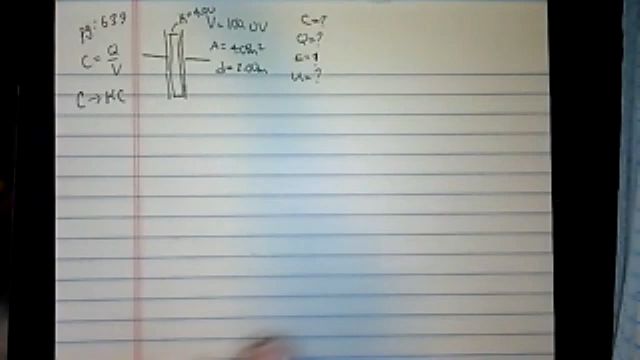 pg: 639
C = Q/V
C → KC
K = 4.00
V = 100.0V
A = 4.00m²
d = 2.00m
C = ?
Q = ?
E = ?
U = ?